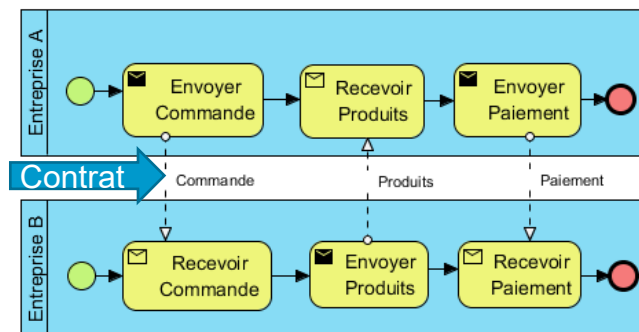 Entreprise A
Envoyer
Commande
Recevoir
Produits
Envoyer
Paiement
Contrat
Commande
Produits
Paiement
Entreprise B
Recevoir
Commande
Envoyer
Produits
Recevoir
Paiement